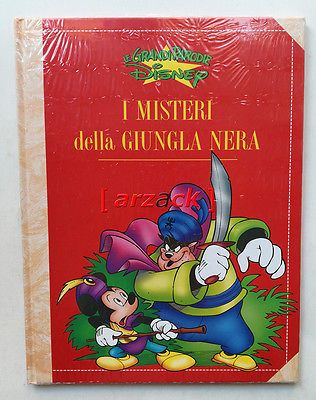 LE GRANDI PARODIE
DISNEY
I MISTERI
della GIUNGLA NERA
[ arzack ]